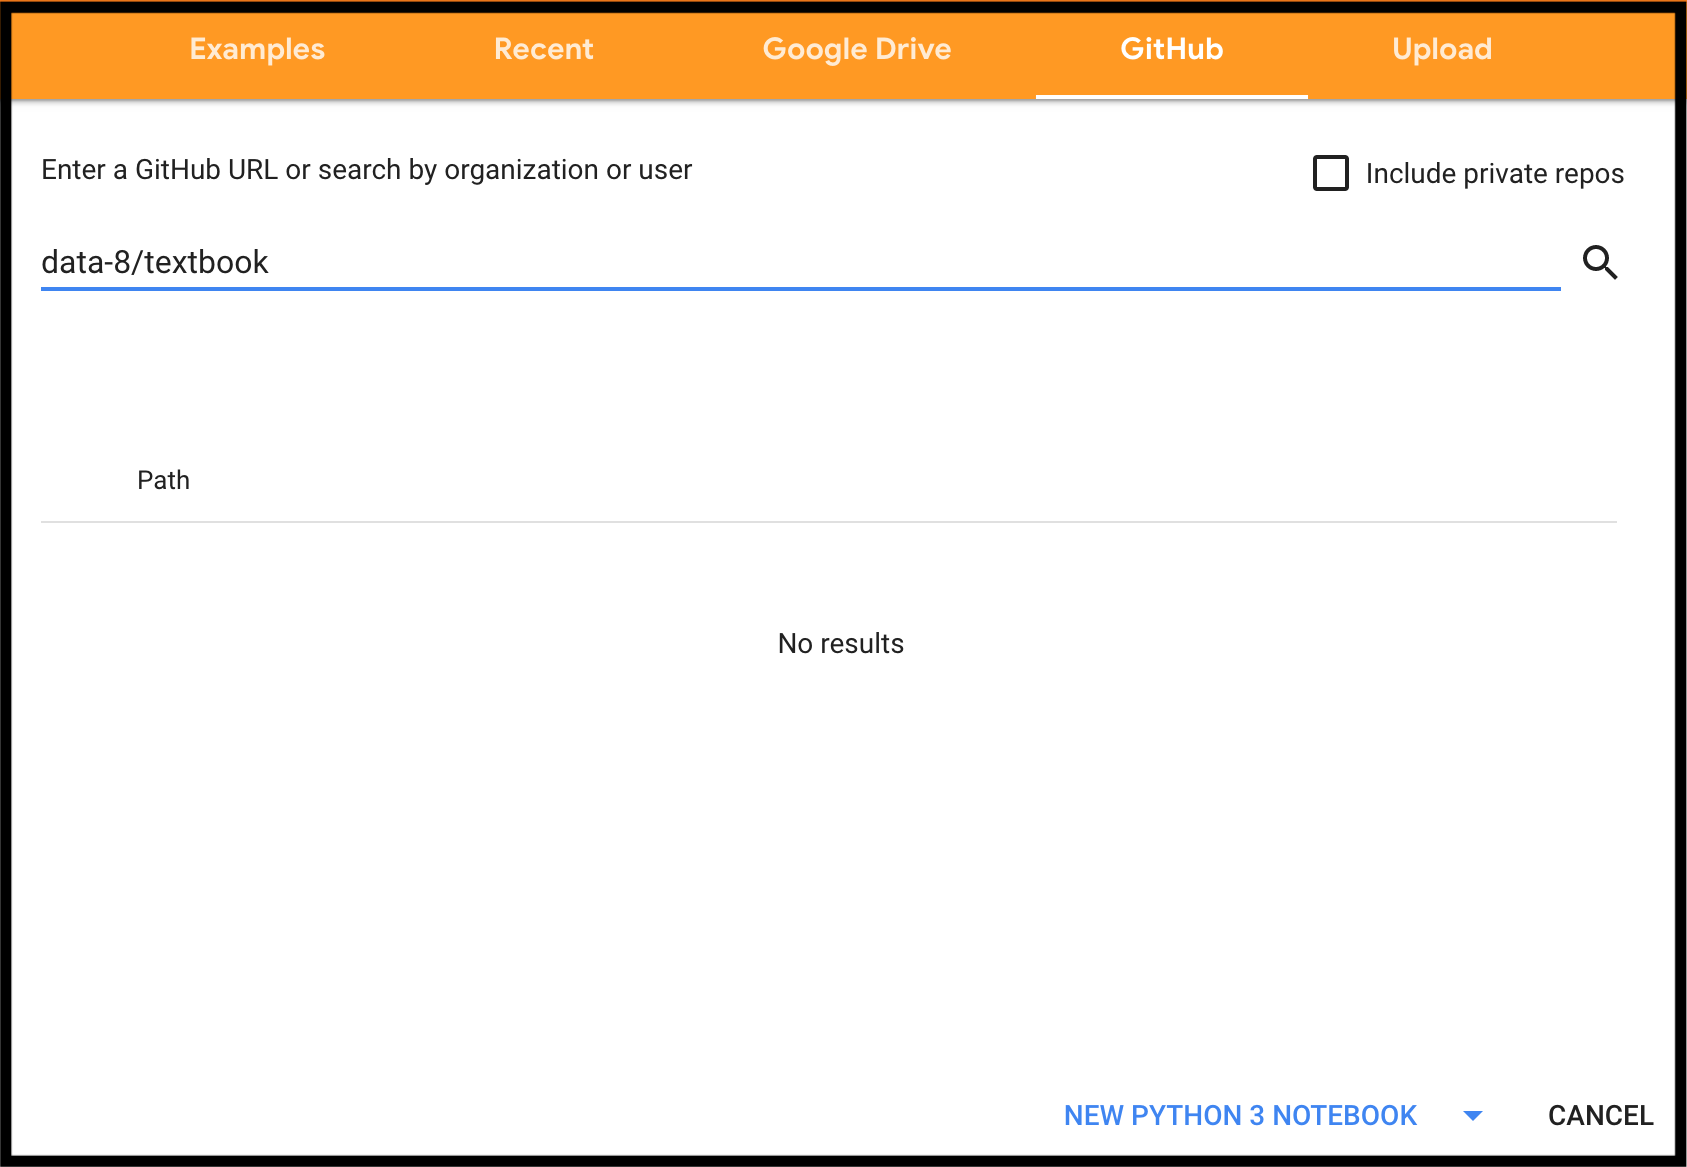 Examples Recent Google Drive GitHub Upload
Enter a GitHub URL or search by organization or user
Include private repos
data-8/textbook
Path
No results
NEW PYTHON 3 NOTEBOOK CANCEL